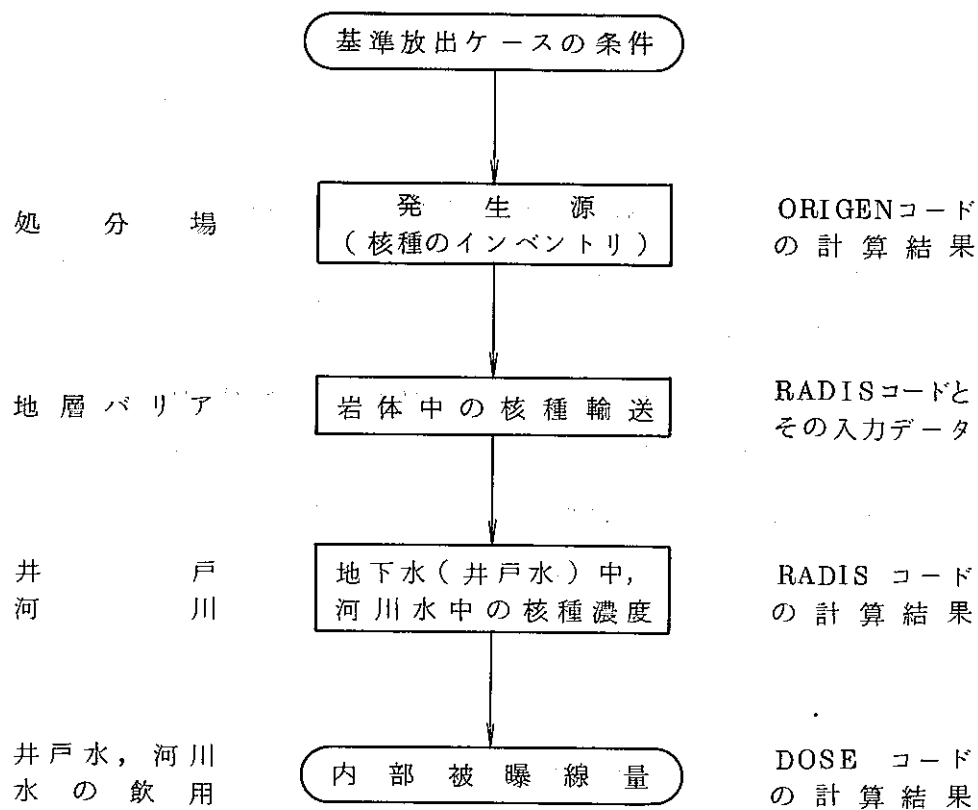 基準放出ケースの条件
処分場
発生源
(核種のインベントリ)
ORIGENコード
の計算結果
地層バリア
岩体中の核種輸送
RADISコードと
その入力データ
井戸
河川
地下水(井戸水)中,
河川水中の核種濃度
RADIS コード
の計算結果
井戸水,河川
水の飲用
内部被曝線量
DOSE コード
の計算結果